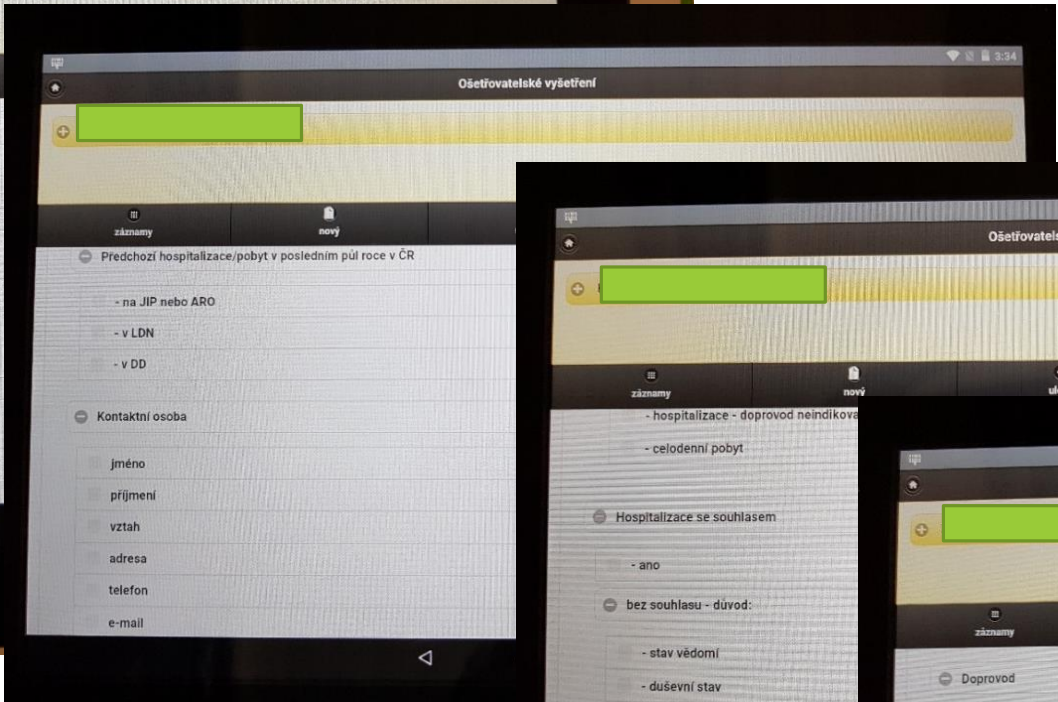 3:34
Ošetřovatelské vyšetření
záznamy
nový
Předchozí hospitalizace/pobyt v posledním půl roce v ČR
- na JIP nebo ARO
- v LDN
- v DD
Kontaktní osoba
jméno
příjmení
vztah
adresa
telefon
e-mail
Ošetřovatels
záznamy
nový
- hospitalizace - doprovod neindikova
- celodenní pobyt
Hospitalizace se souhlasem
- ano
bez souhlasu - důvod:
- stav vědomí
- duševní stav
záznamy
Doprovod